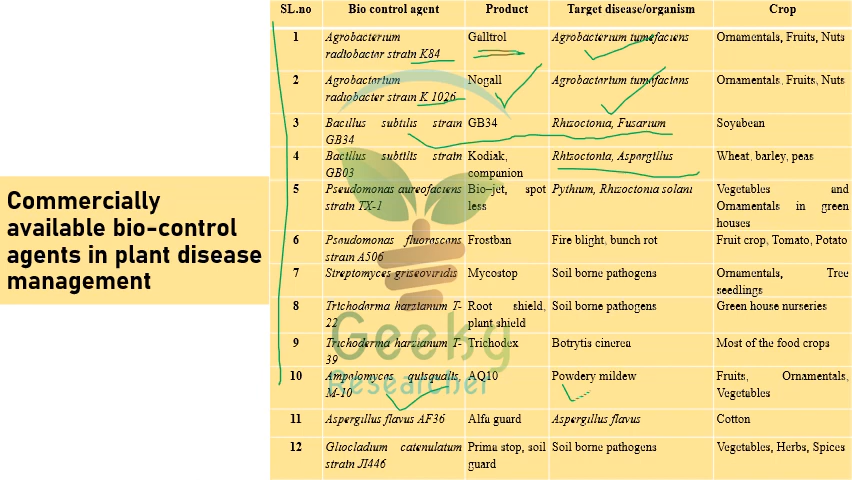 Commercially
available bio-control
agents in plant disease
management
SL.no Bio control agent Product Target disease/organism Crop
1 Agrobacterium Galltrol Agrobacterium tumefaciens Ornamentals, Fruits, Nuts
radiobacter strain K84
2 Agrobacterium Nogall Agrobacterium tumefaciens Ornamentals, Fruits, Nuts
radiobacter strain K 1026
3 Bacillus subtilis strain GB34 Rhizoctonia, Fusarium Soyabean
GB34
4 Bacillus subtilis strain Kodiak, Rhizoctonia, Aspergillus Wheat, barley, peas
GB03 companion
5 Pseudomonas aureofaciens Bio–jet, spot Pythium, Rhizoctonia solani Vegetables and
strain TX-1 less Ornamentals in green
houses
6 Pseudomonas fluoroscens Frostban Fire blight, bunch rot Fruit crop, Tomato, Potato
strain A506
7 Streptomyces griseoviridis Mycostop Soil borne pathogens Ornamentals, Tree
seedlings
8 Trichoderma harzianum T- Root shield, Soil borne pathogens Green house nurseries
22 plant shield
9 Trichoderma harzianum T- Trichodex Botrytis cinerea Most of the food crops
39
10 Ampelomyces quisqualis AQ10 Powdery mildew Fruits, Ornamentals,
M-10 Vegetables
11 Aspergillus flavus AF36 Alfa guard Aspergillus flavus Cotton
12 Gliocladium catenulatum Prima stop, soil Soil borne pathogens Vegetables, Herbs, Spices
strain JI446 guard
Geeky
Researcher